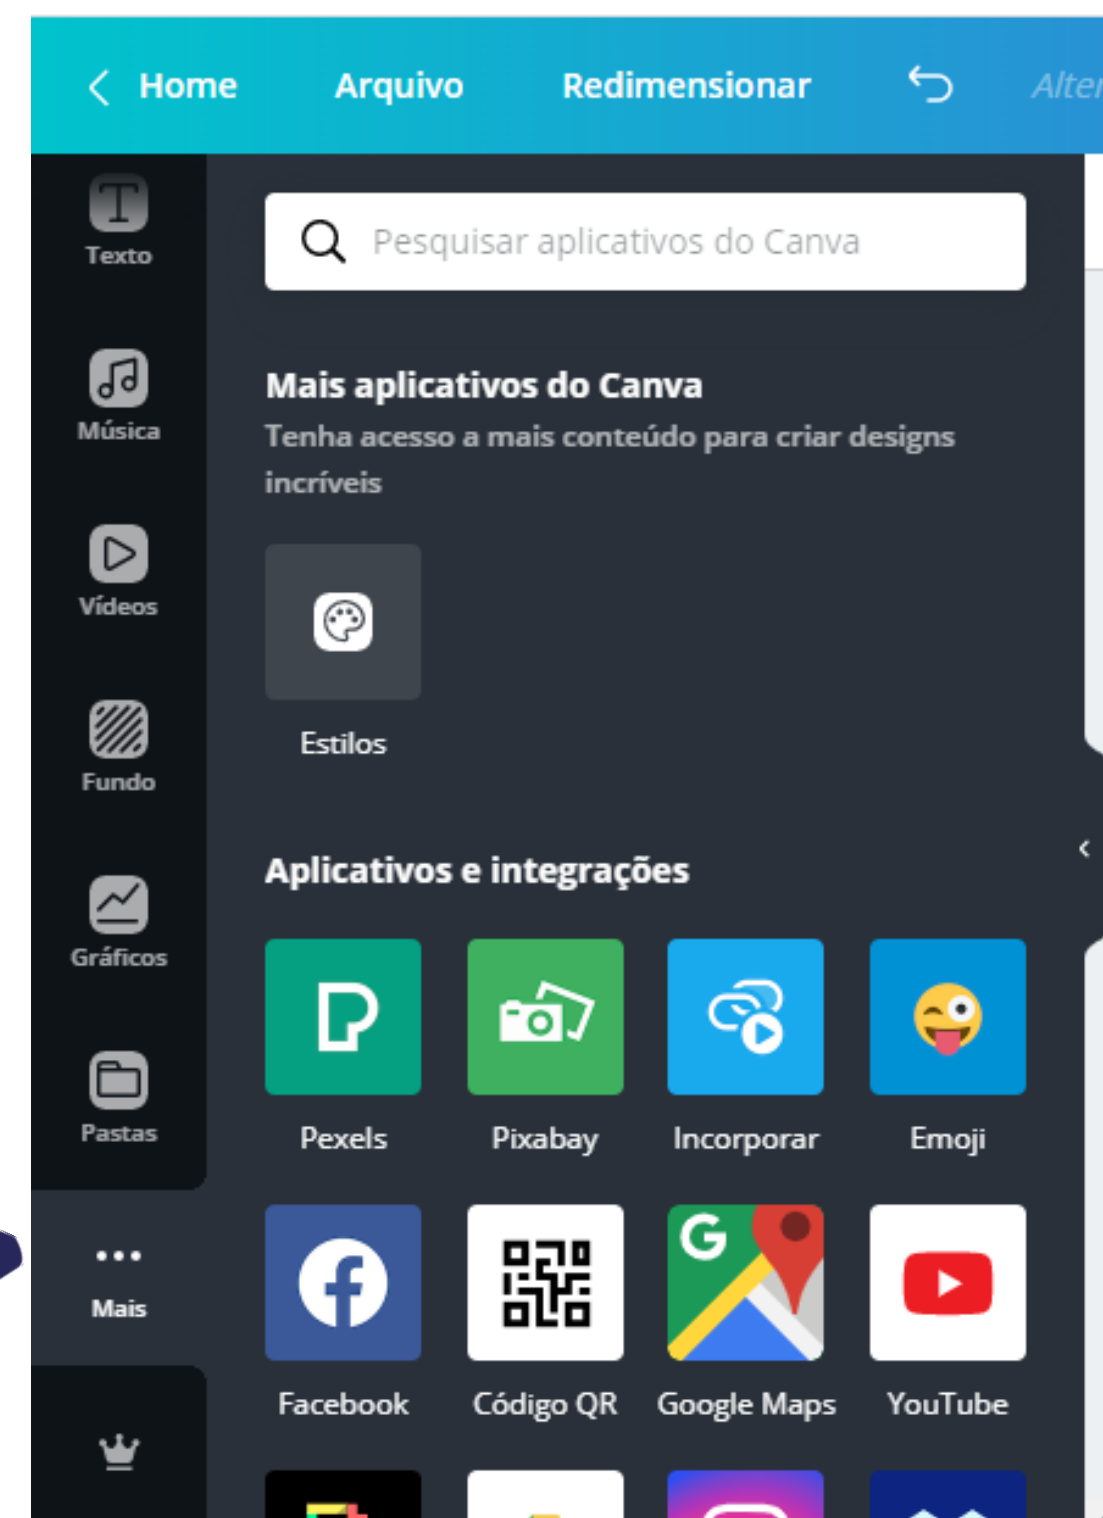 Home Arquivo Redimensionar Alter
Texto
Pesquisar aplicativos do Canva
Música
Mais aplicativos do Canva
Tenha acesso a mais conteúdo para criar designs
incríveis
Vídeos
Fundo
Estilos
Gráficos
Aplicativos e integrações
Pastas
Pexels Pixabay Incorporar Emoji
Mais
G
Facebook Código QR Google Maps YouTube